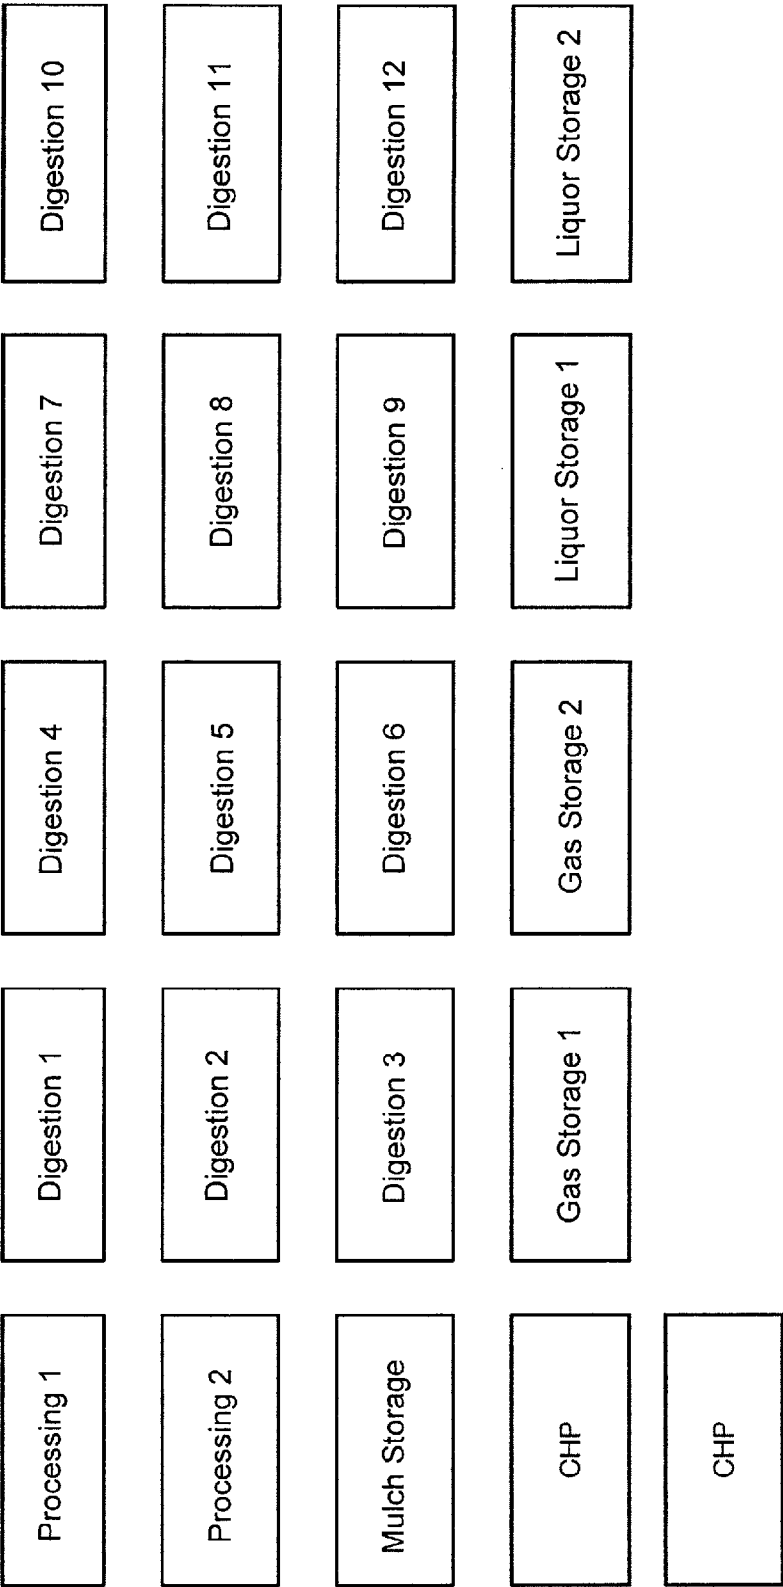 Processing 1
Digestion 1
Digestion 4
Digestion 7
Digestion 10
Processing 2
Digestion 2
Digestion 5
Digestion 8
Digestion 11
Mulch Storage
Digestion 3
Digestion 6
Digestion 9
Digestion 12
CHP
Gas Storage 1
Gas Storage 2
Liquor Storage 1
Liquor Storage 2
CHP